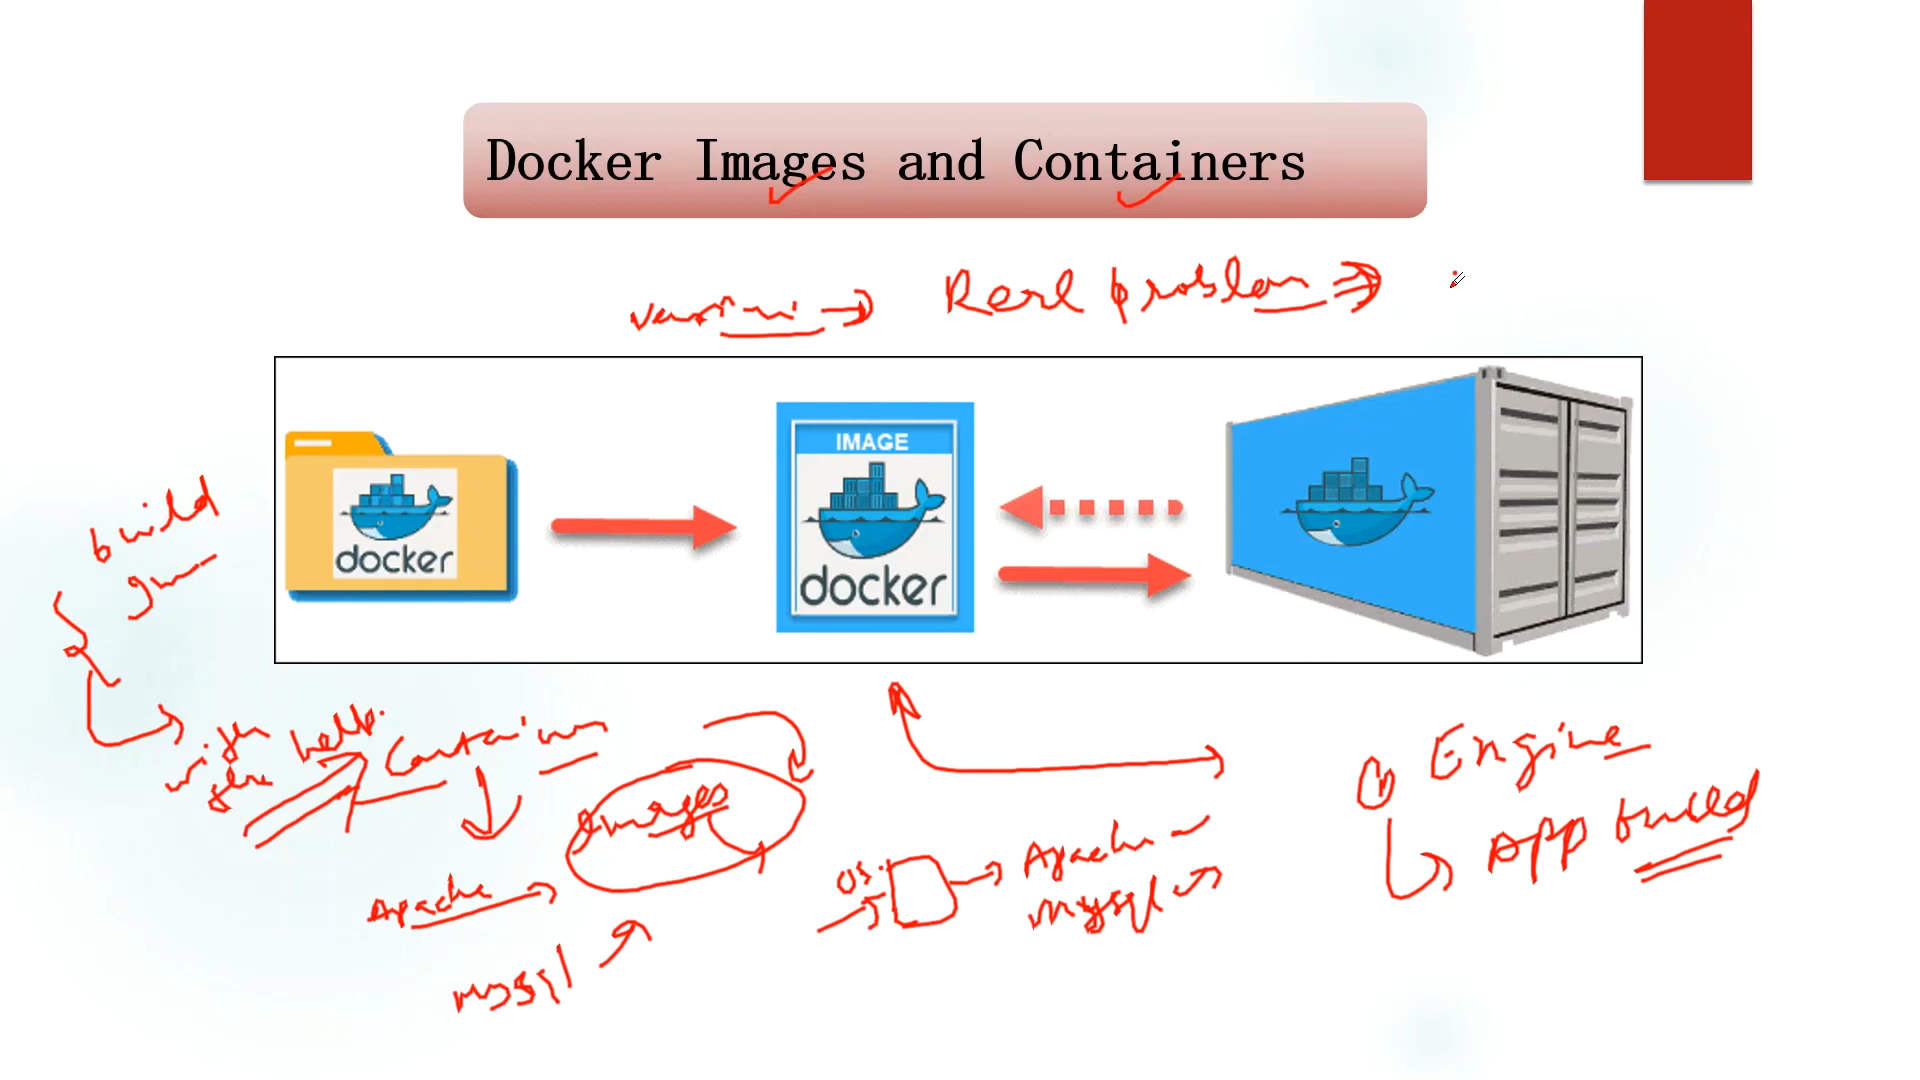 Docker Images and Containers
Real problem
IMAGE
docker
docker
build
with help
the
Container
Images
Engine
App build
OS.
Apache
Mysql
Apache
Mysql